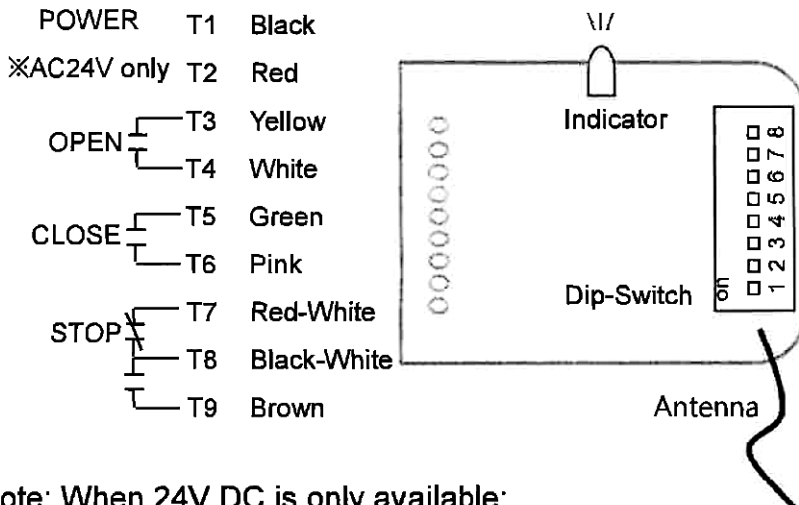 POWER T1 Black
※AC24V only T2 Red
OPEN T3 Yellow
T4 White
CLOSE T5 Green
T6 Pink
STOP T7 Red-White
T8 Black-White
T9 Brown
Indicator
Dip-Switch
on
1 2 3 4 5 6 7 8
Antenna
ote: When 24V DC is only available: